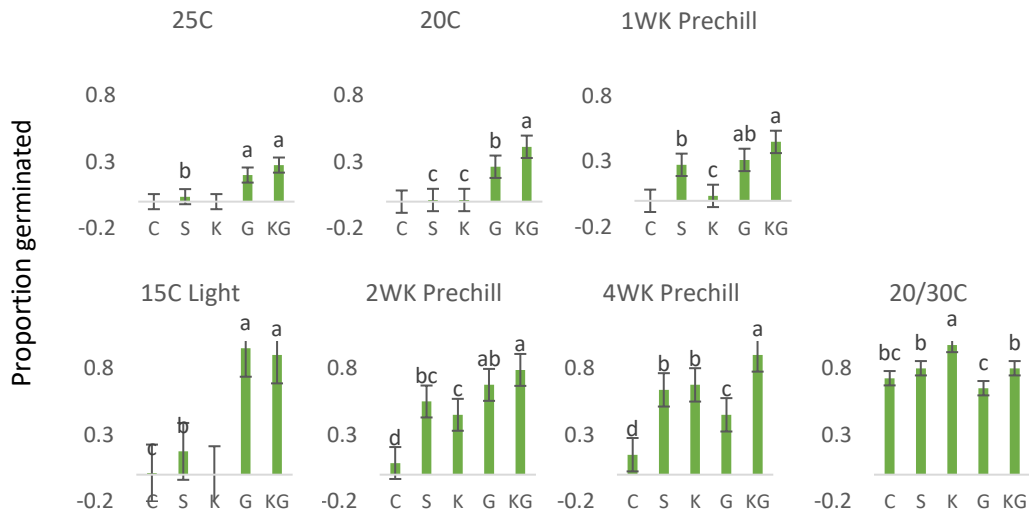 Proportion germinated
25C
0.8
0.3
-0.2
b
a
a
C S K G KG
20C
0.8
0.3
-0.2
c
c
b
a
C S K G KG
1WK Prechill
0.8
0.3
-0.2
b
c
ab
a
C S K G KG
15C Light
0.8
0.3
-0.2
c
b
a
a
C S K G KG
2WK Prechill
0.8
0.3
-0.2
d
bc
c
ab
a
C S K G KG
4WK Prechill
0.8
0.3
-0.2
d
b
b
c
a
C S K G KG
20/30C
0.8
0.3
-0.2
bc
b
a
c
b
C S K G KG